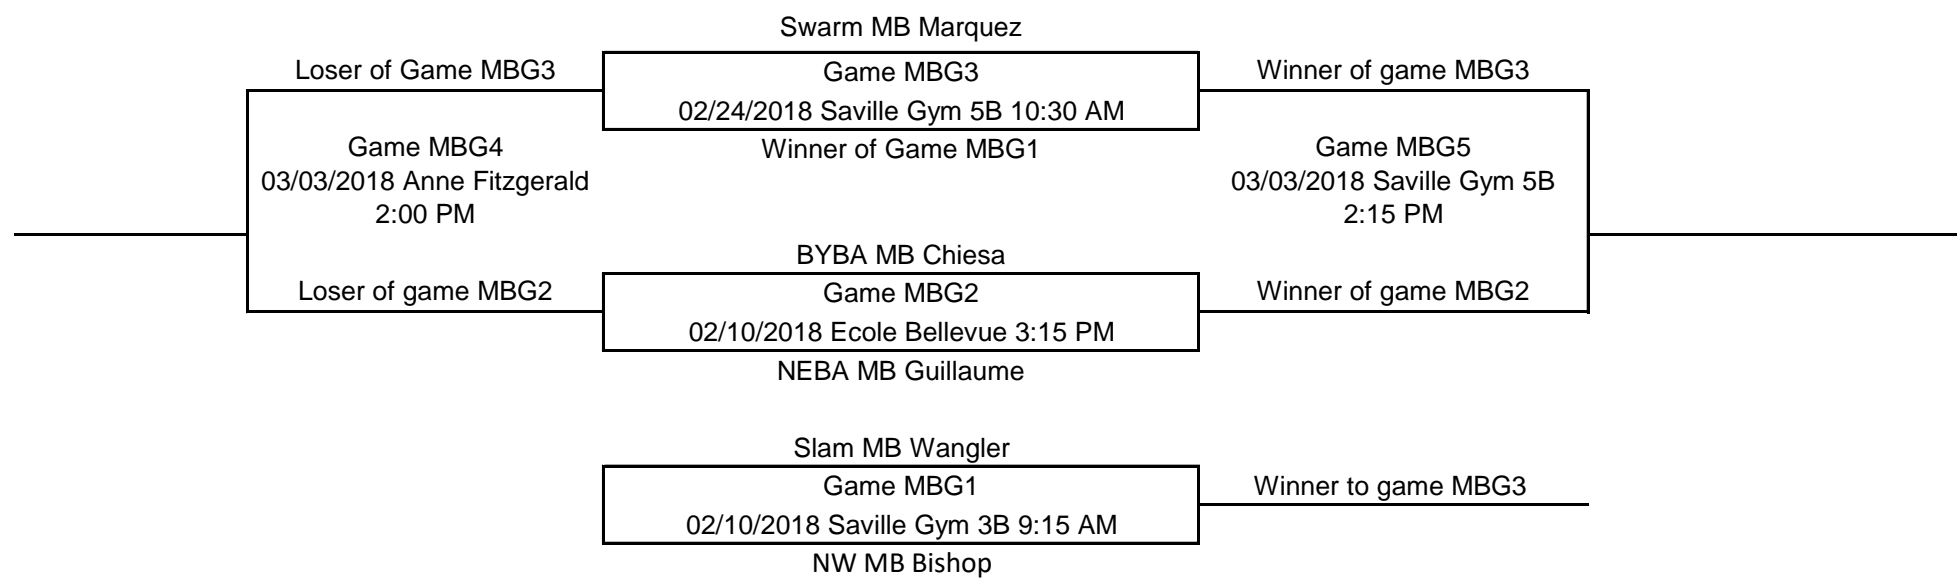 Swarm MB Marquez
Loser of Game MBG3
Game MBG3
Winner of game MBG3
02/24/2018 Saville Gym 5B 10:30 AM
Game MBG4
Winner of Game MBG1
Game MBG5
03/03/2018 Anne Fitzgerald
03/03/2018 Saville Gym 5B
2:00 PM
2:15 PM
BYBA MB Chiesa
Loser of game MBG2
Game MBG2
Winner of game MBG2
02/10/2018 Ecole Bellevue 3:15 PM
NEBA MB Guillaume
Slam MB Wangler
Game MBG1
Winner to game MBG3
02/10/2018 Saville Gym 3B 9:15 AM
NW MB Bishop